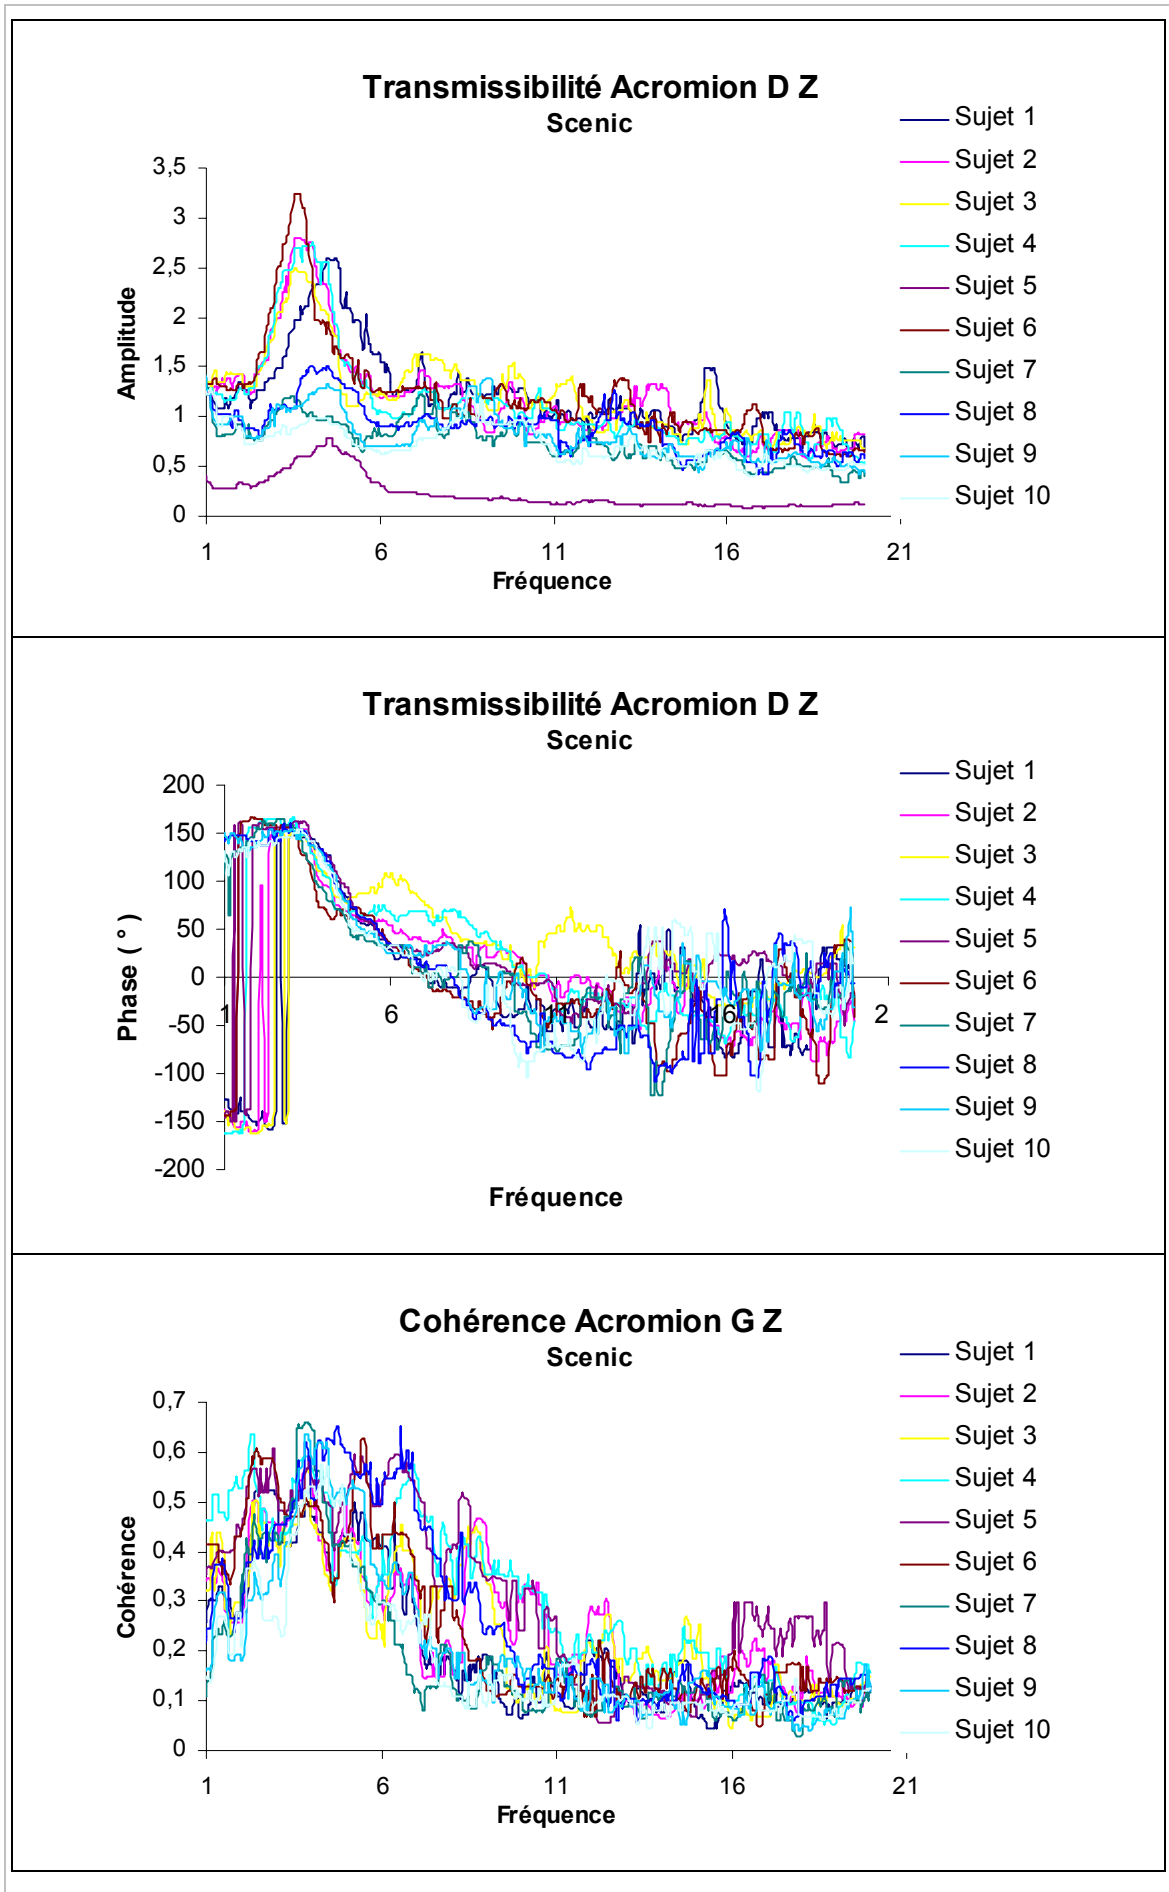 Transmissibilité Acromion D Z
Scenic
Amplitude
3,5
3
2,5
2
1,5
1
0,5
0
1
6
11
16
21
Fréquence
Sujet 1
Sujet 2
Sujet 3
Sujet 4
Sujet 5
Sujet 6
Sujet 7
Sujet 8
Sujet 9
Sujet 10
Transmissibilité Acromion D Z
Scenic
Phase ( ° )
200
150
100
50
0
-50
-100
-150
-200
1
6
11
16
2
Fréquence
Sujet 1
Sujet 2
Sujet 3
Sujet 4
Sujet 5
Sujet 6
Sujet 7
Sujet 8
Sujet 9
Sujet 10
Cohérence Acromion G Z
Scenic
Cohérence
0,7
0,6
0,5
0,4
0,3
0,2
0,1
0
1
6
11
16
21
Fréquence
Sujet 1
Sujet 2
Sujet 3
Sujet 4
Sujet 5
Sujet 6
Sujet 7
Sujet 8
Sujet 9
Sujet 10